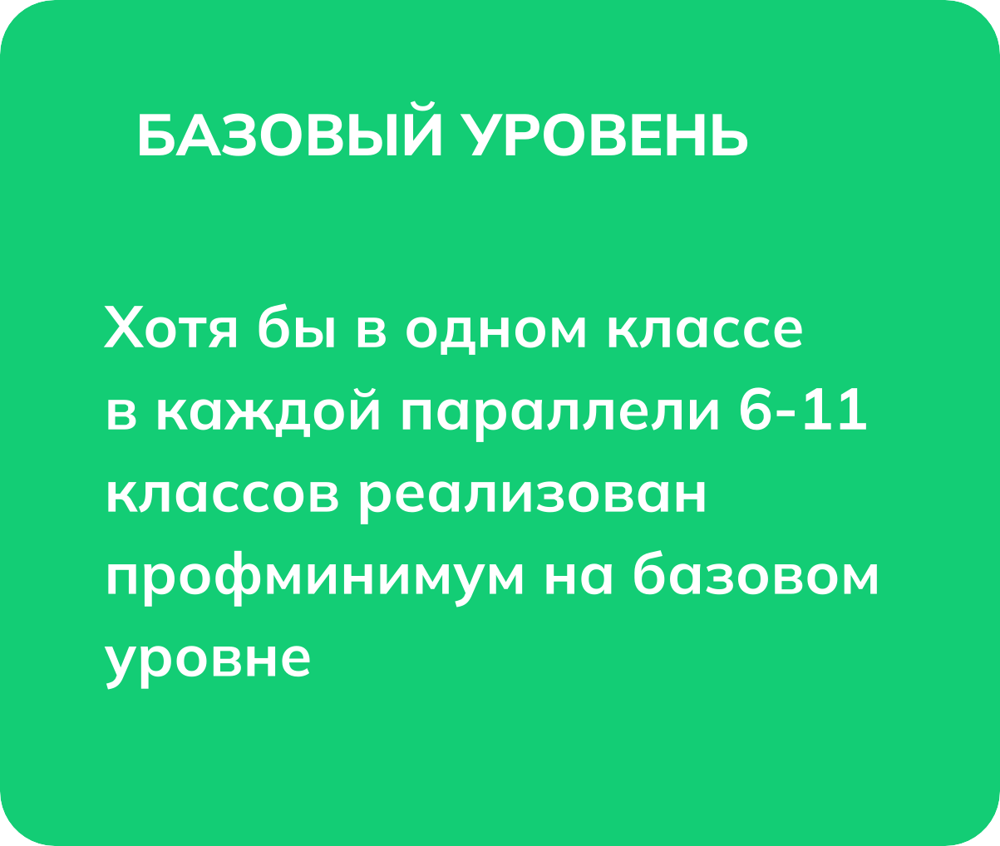 БАЗОВЫЙ УРОВЕНЬ
Хотя бы в одном классе
в каждой параллели 6-11
классов реализован
профминимум на базовом
уровне